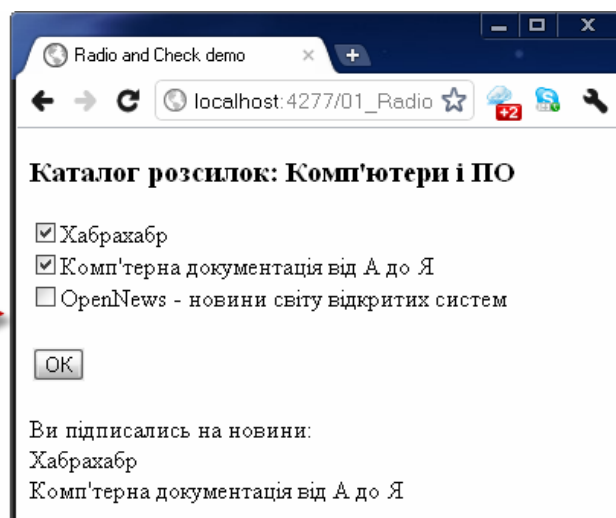 Radio and Check demo
localhost:4277/01_Radio
+2
Каталог розсилок: Комп'ютери і ПО
Хабрахабр
Комп'терна документація від А до Я
OpenNews - новини світу відкритих систем
OK
Ви підписались на новини:
Хабрахабр
Комп'терна документація від А до Я